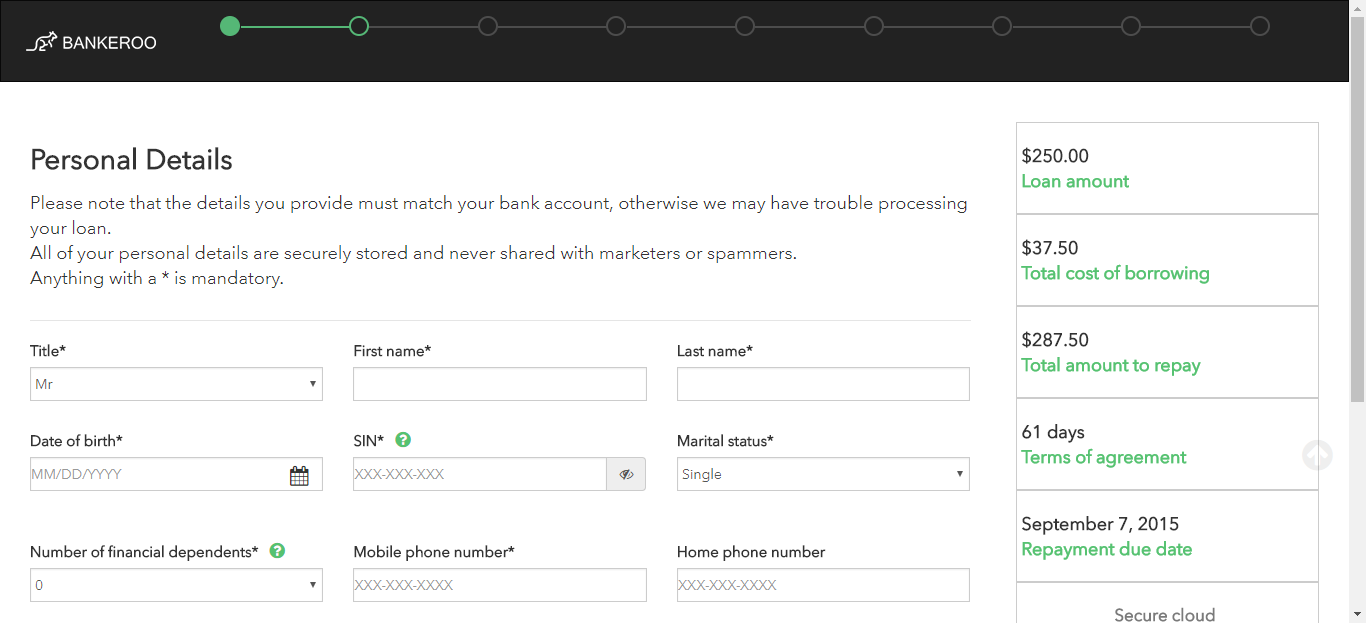 BANKEROO
Personal Details
Please note that the details you provide must match your bank account, otherwise we may have trouble processing
your loan.
All of your personal details are securely stored and never shared with marketers or spammers.
Anything with a * is mandatory.
Title*
First name*
Last name*
Mr
Date of birth*
SIN* ?
Marital status*
MM/DD/YYYY
XXX-XXX-XXX
Single
Number of financial dependents* ?
Mobile phone number*
Home phone number
0
XXX-XXX-XXXX
XXX-XXX-XXXX
$250.00
Loan amount
$37.50
Total cost of borrowing
$287.50
Total amount to repay
61 days
Terms of agreement
September 7, 2015
Repayment due date
Secure cloud